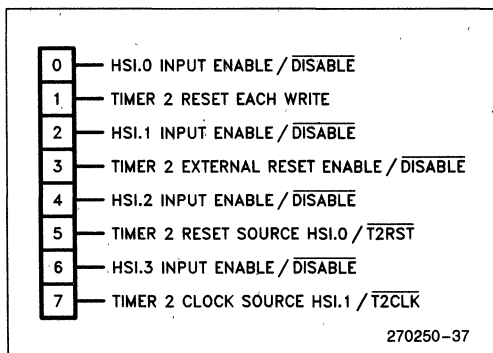 0 HSI.0 INPUT ENABLE / DISABLE
1 TIMER 2 RESET EACH WRITE
2 HSI.1 INPUT ENABLE / DISABLE
3 TIMER 2 EXTERNAL RESET ENABLE / DISABLE
4 HSI.2 INPUT ENABLE / DISABLE
5 TIMER 2 RESET SOURCE HSI.0 / T2RST
6 HSI.3 INPUT ENABLE / DISABLE
7 TIMER 2 CLOCK SOURCE HSI.1 / T2CLK
270250-37